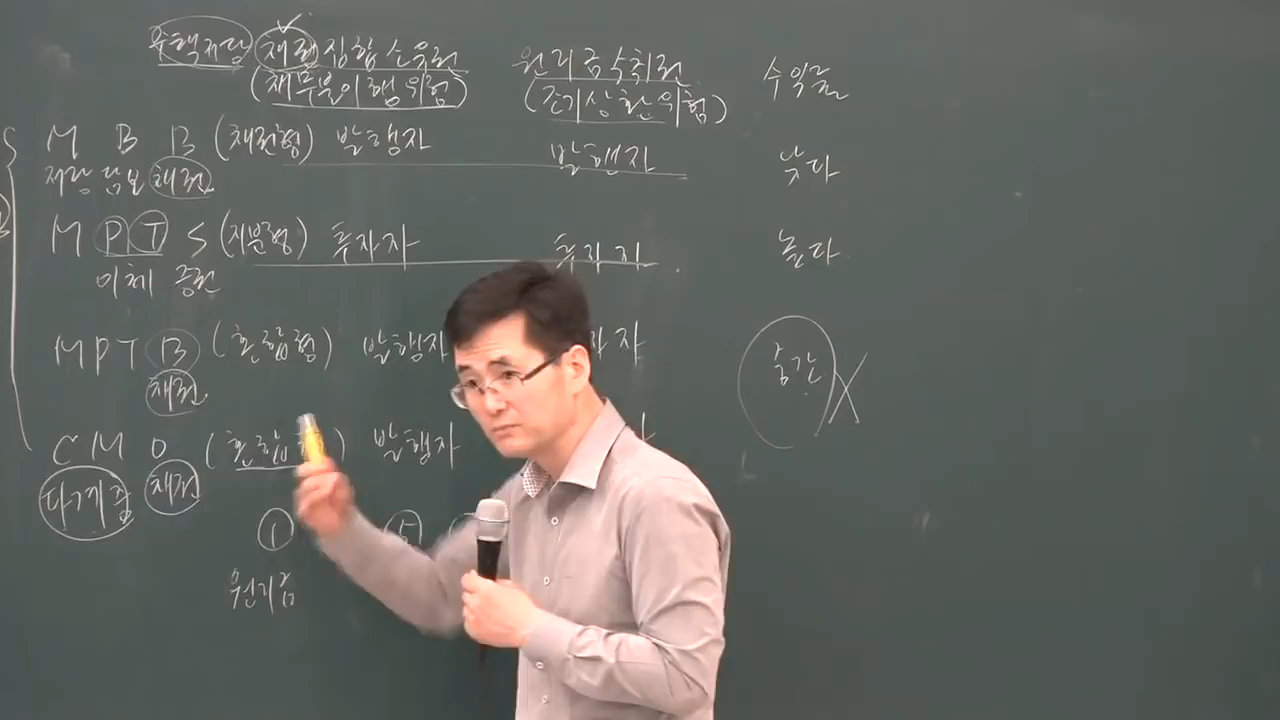 주택저당 채권 집합 소유권 원리금수취권 수익률
(채무불이행 위험) (조기상환위험)
M B B (채권형) 발행자 발행자 낮다
저당담보 채권
M P T S (지분형) 투자자 투자자 높다
이체 증권
M P T B (혼합형) 발행자 자자 중간
채권
C M O (혼합 ) 발행자
다계층 채권
1 5
원리금